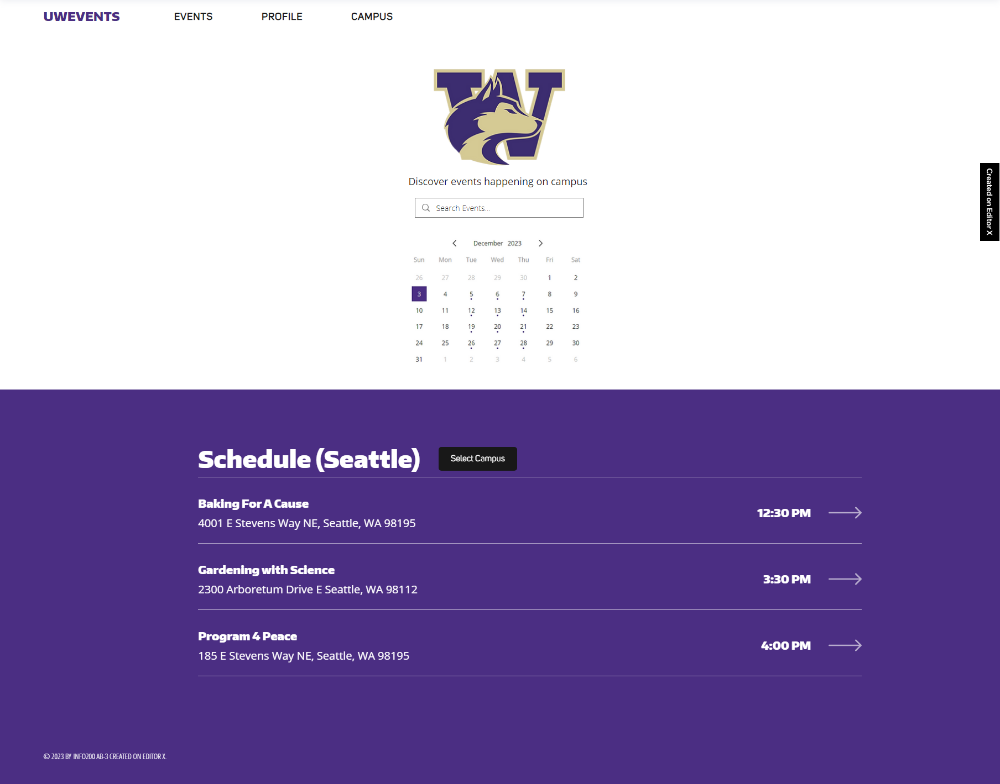 UWEVENTS EVENTS PROFILE CAMPUS
W
Discover events happening on campus
Search Events...
December 2023
Sun Mon Tue Wed Thu Fri Sat
26 27 28 29 30 1 2
3 4 5 6 7 8 9
10 11 12 13 14 15 16
17 18 19 20 21 22 23
24 25 26 27 28 29 30
31 1 2 3 4 5 6
Created on Editor X
Schedule (Seattle) Select Campus
Baking For A Cause
4001 E Stevens Way NE, Seattle, WA 98195
12:30 PM
Gardening with Science
2300 Arboretum Drive E Seattle, WA 98112
3:30 PM
Program 4 Peace
185 E Stevens Way NE, Seattle, WA 98195
4:00 PM
© 2023 BY INFO200 AB-3 CREATED ON EDITOR X.